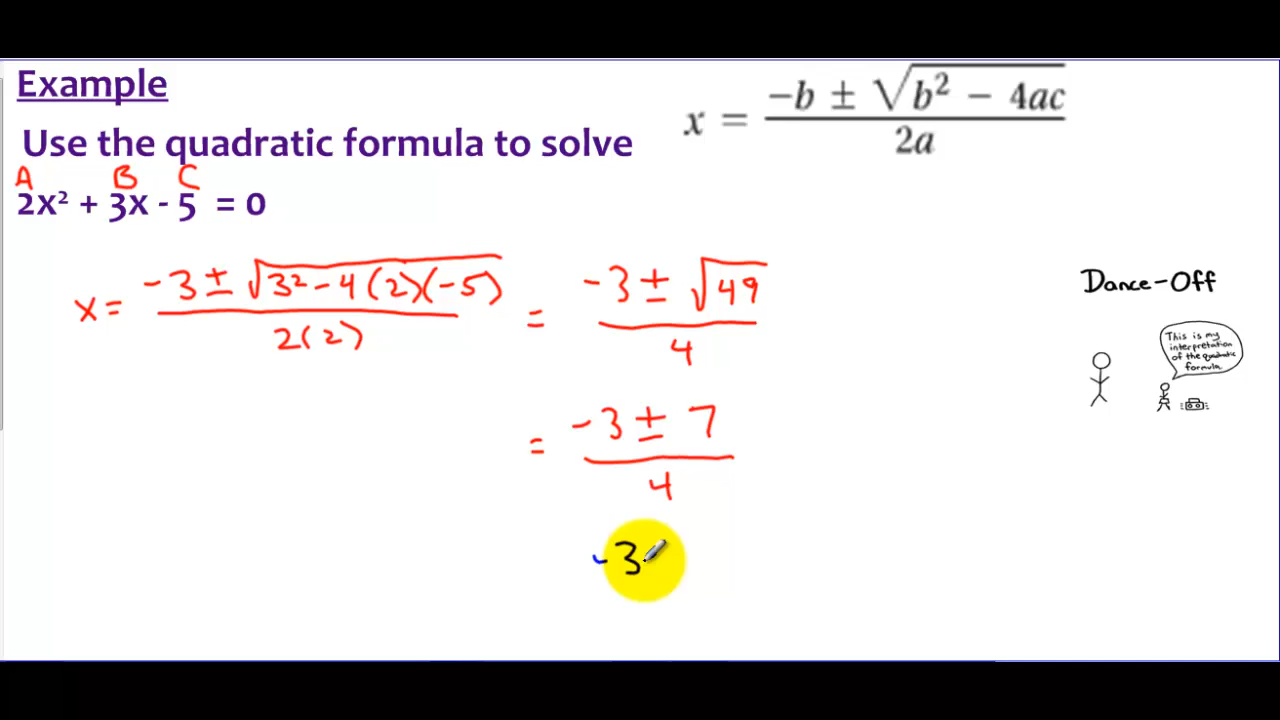 Example
Use the quadratic formula to solve
A B C
2x² + 3x - 5 = 0
x = (-b ± √(b² - 4ac)) / 2a
x = (-3 ± √(3² - 4(2)(-5))) / 2(2) = (-3 ± √49) / 4
= (-3 ± 7) / 4
-3
Dance-Off
This is my
interpretation
of the quadratic
formula.